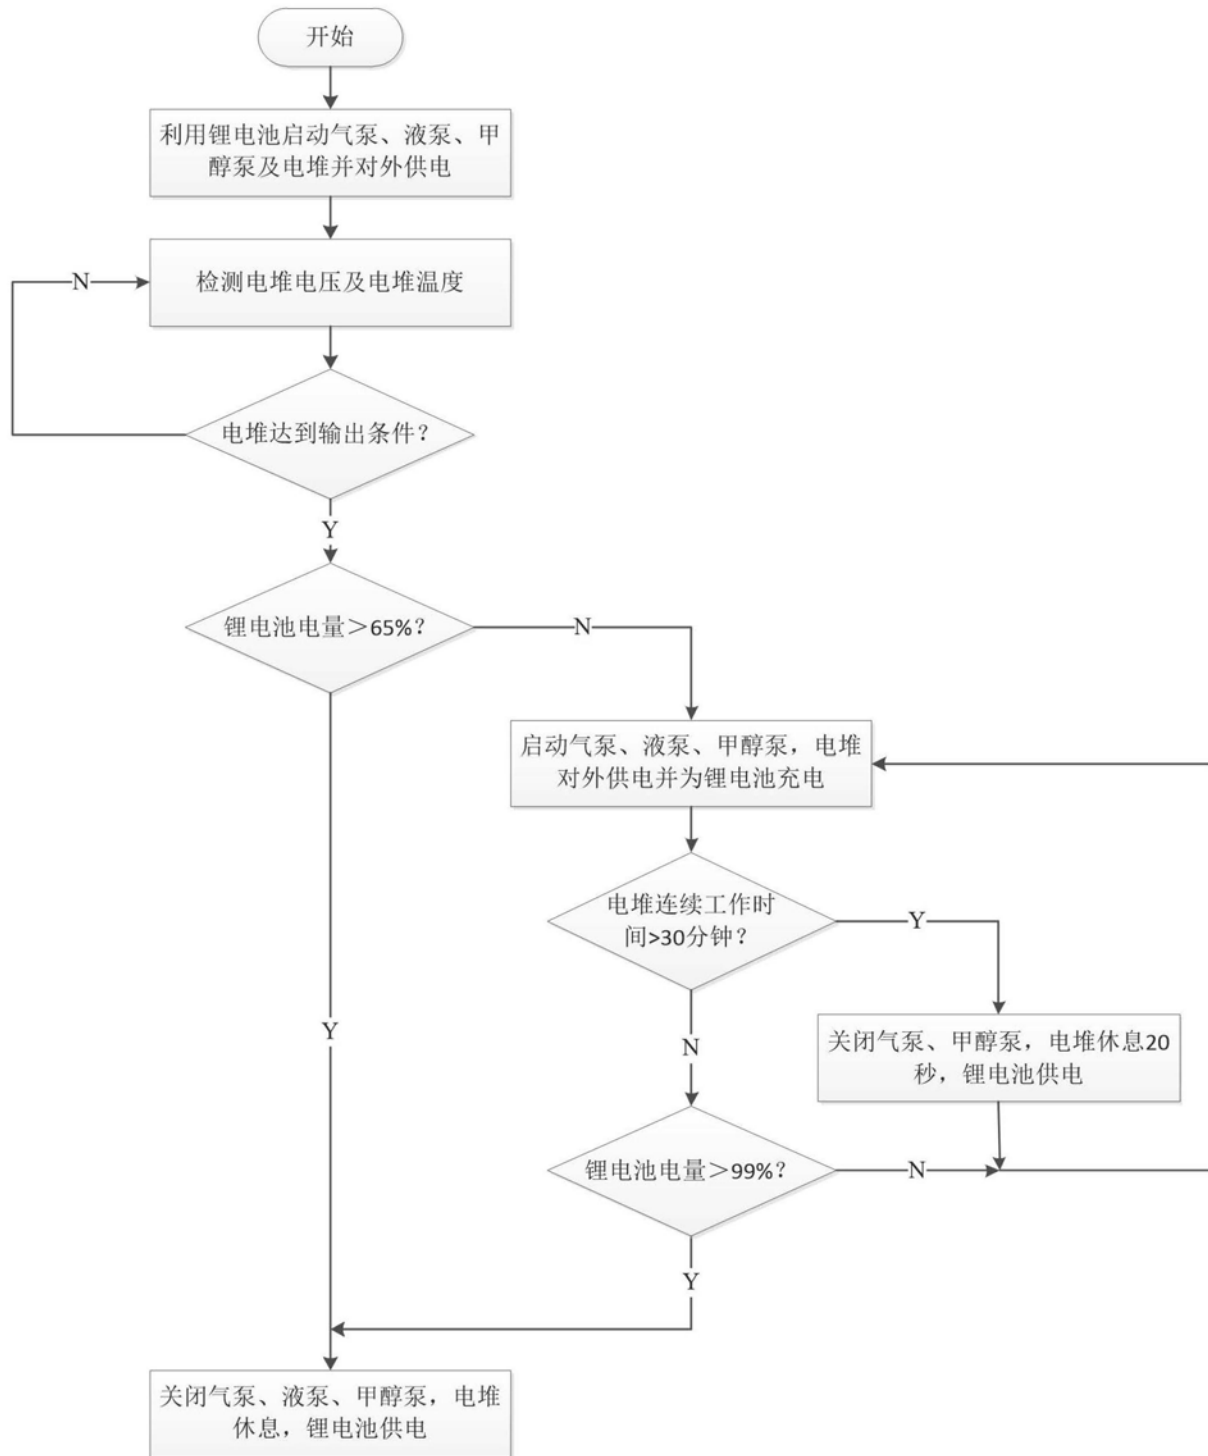 开始
利用锂电池启动气泵、液泵、甲
醇泵及电堆并对外供电
N
检测电堆电压及电堆温度
电堆达到输出条件？
Y
锂电池电量＞65%？
N
启动气泵、液泵、甲醇泵，电堆
对外供电并为锂电池充电
电堆连续工作时
间>30分钟？
Y
Y
N
关闭气泵、甲醇泵，电堆休息20
秒，锂电池供电
锂电池电量＞99%？
N
Y
关闭气泵、液泵、甲醇泵，电堆
休息，锂电池供电